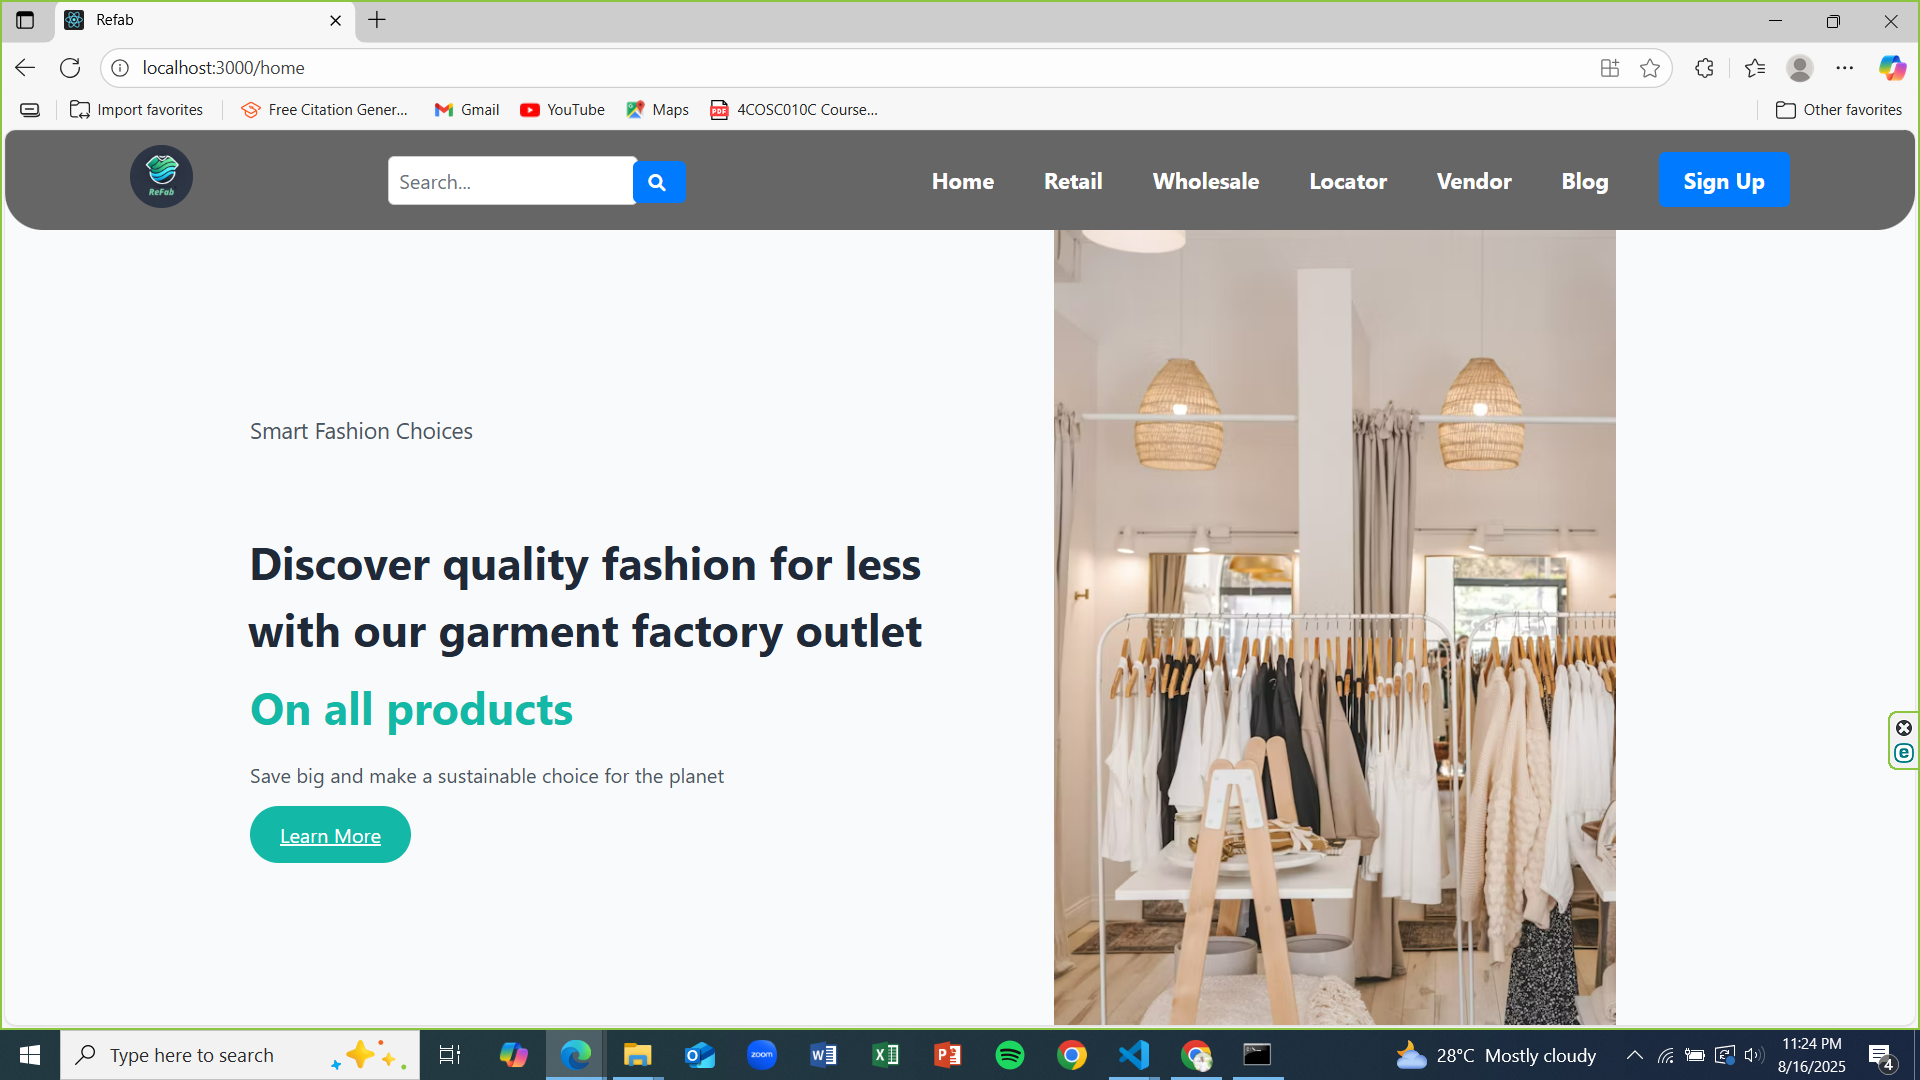 Refab
localhost:3000/home
Import favorites
Free Citation Gener...
Gmail
YouTube
Maps
PDF
4COSC010C Course...
Other favorites
ReFab
Search...
Home
Retail
Wholesale
Locator
Vendor
Blog
Sign Up
Smart Fashion Choices
Discover quality fashion for less
with our garment factory outlet
On all products
Save big and make a sustainable choice for the planet
Learn More
Type here to search
zoom
28°C Mostly cloudy
11:24 PM
8/16/2025
4